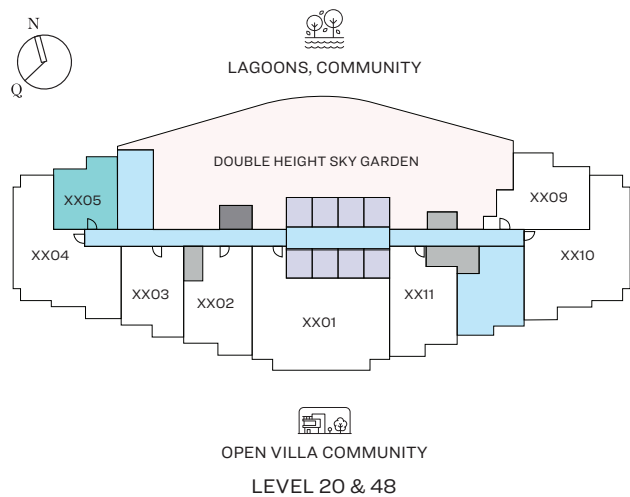 N
Q
LAGOONS, COMMUNITY
DOUBLE HEIGHT SKY GARDEN
XX05
XX09
XX04
XX10
XX03
XX02
XX01
XX11
OPEN VILLA COMMUNITY
LEVEL 20 & 48